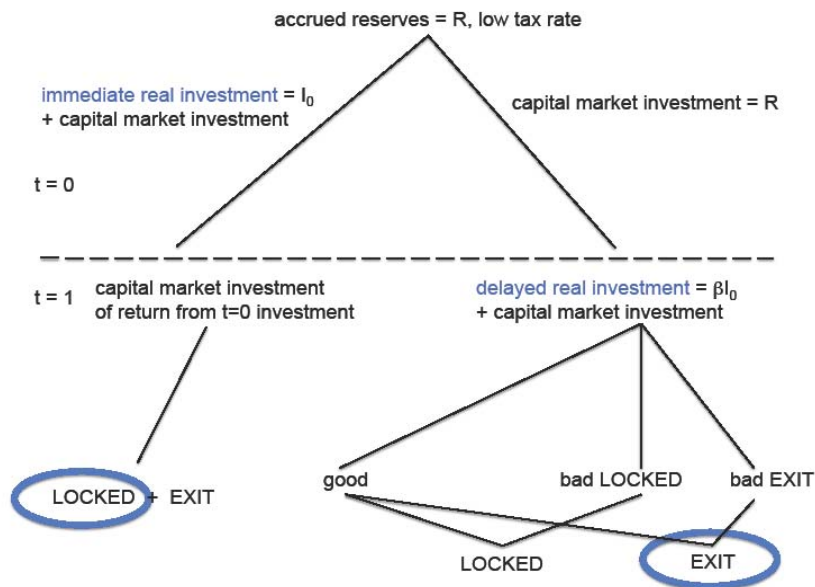 accrued reserves = R, low tax rate
immediate real investment = I₀
+ capital market investment
capital market investment = R
t = 0
t = 1
capital market investment
of return from t=0 investment
delayed real investment = βI₀
+ capital market investment
good
bad LOCKED
bad EXIT
LOCKED + EXIT
LOCKED
EXIT